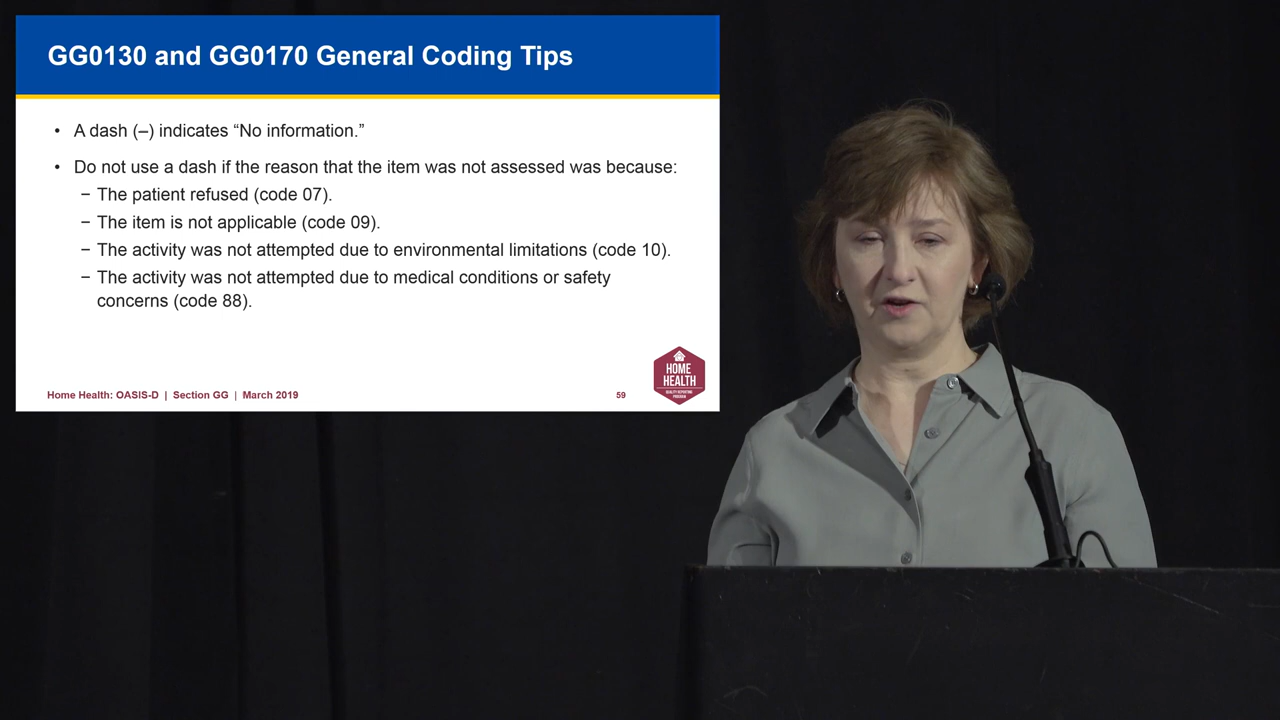 GG0130 and GG0170 General Coding Tips
• A dash (–) indicates “No information.”
• Do not use a dash if the reason that the item was not assessed was because:
− The patient refused (code 07).
− The item is not applicable (code 09).
− The activity was not attempted due to environmental limitations (code 10).
− The activity was not attempted due to medical conditions or safety
concerns (code 88).
HOME
HEALTH
QUALITY REPORTING
PROGRAM
Home Health: OASIS-D | Section GG | March 2019
59